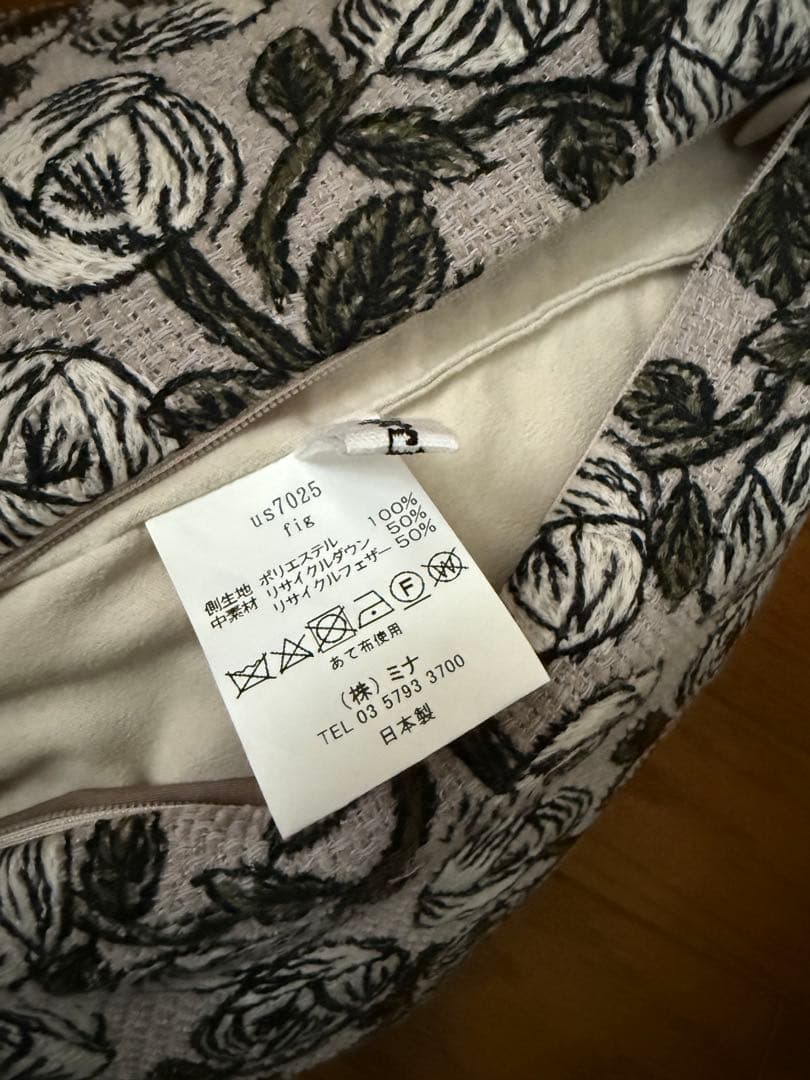 us7025
fig
側生地 ポリエステル 100%
中素材 リサイクルダウン 50%
リサイクルフェザー 50%
F W
あて布使用
(株) ミナ
TEL 03 5793 3700
日本製